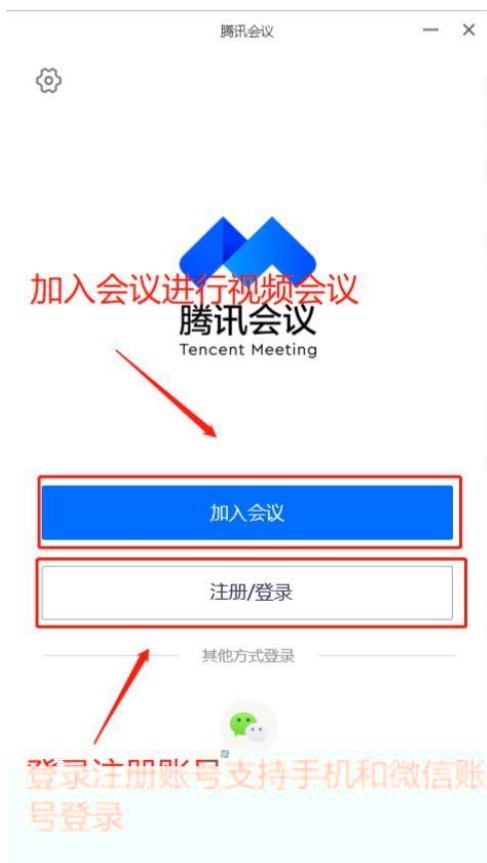 腾讯会议
加入会议进行视频会议
腾讯会议
Tencent Meeting
加入会议
注册/登录
其他方式登录
登录注册账号支持手机和微信账
号登录